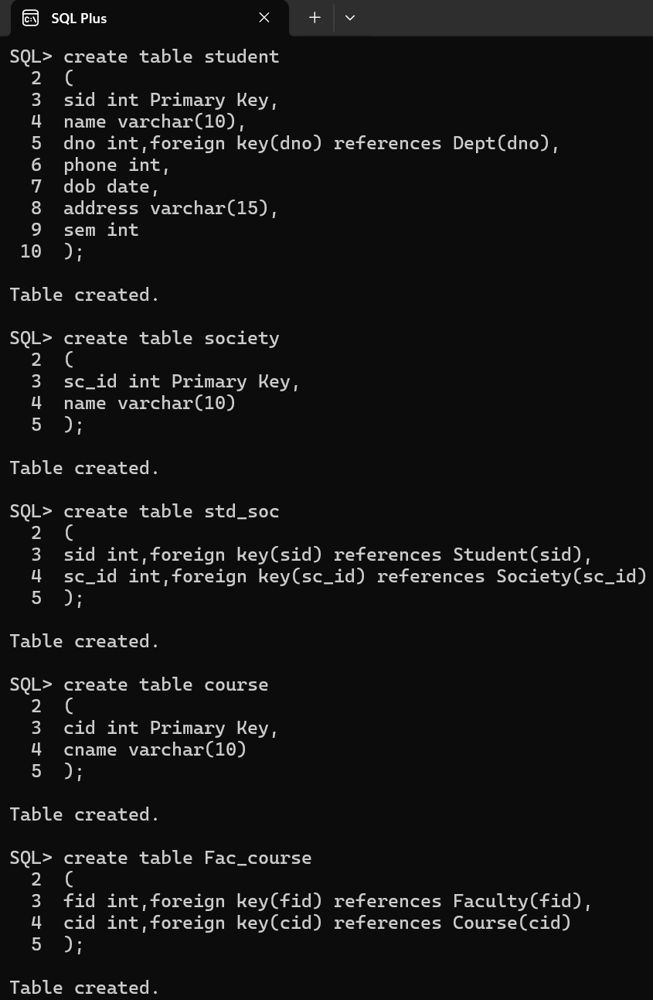 SQL Plus
SQL> create table student
2 (
3 sid int Primary Key,
4 name varchar(10),
5 dno int,foreign key(dno) references Dept(dno),
6 phone int,
7 dob date,
8 address varchar(15),
9 sem int
10 );
Table created.
SQL> create table society
2 (
3 sc_id int Primary Key,
4 name varchar(10)
5 );
Table created.
SQL> create table std_soc
2 (
3 sid int,foreign key(sid) references Student(sid),
4 sc_id int,foreign key(sc_id) references Society(sc_id)
5 );
Table created.
SQL> create table course
2 (
3 cid int Primary Key,
4 cname varchar(10)
5 );
Table created.
SQL> create table Fac_course
2 (
3 fid int,foreign key(fid) references Faculty(fid),
4 cid int,foreign key(cid) references Course(cid)
5 );
Table created.